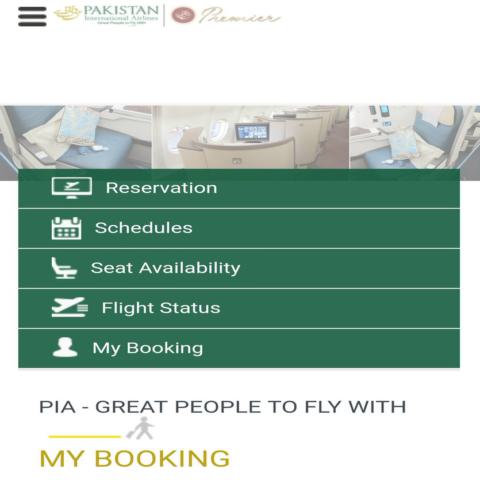 PAKISTAN
International Airlines
Great People to Fly With
Premier
Reservation
Schedules
Seat Availability
Flight Status
My Booking
PIA - GREAT PEOPLE TO FLY WITH
MY BOOKING